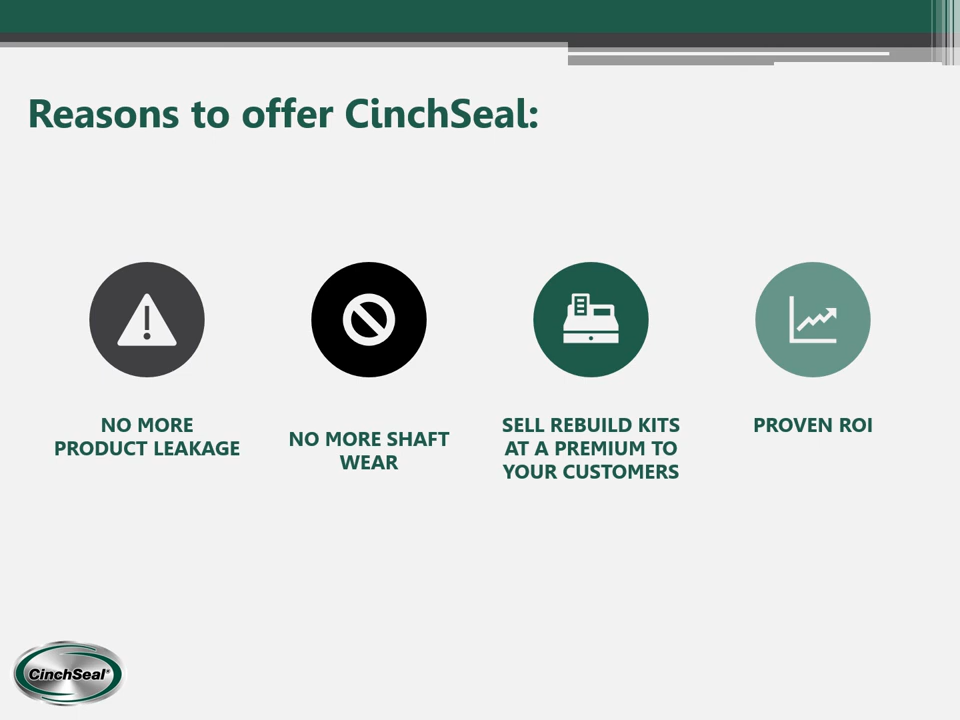 Reasons to offer CinchSeal:
NO MORE
PRODUCT LEAKAGE
NO MORE SHAFT
WEAR
SELL REBUILD KITS
AT A PREMIUM TO
YOUR CUSTOMERS
PROVEN ROI
CinchSeal®